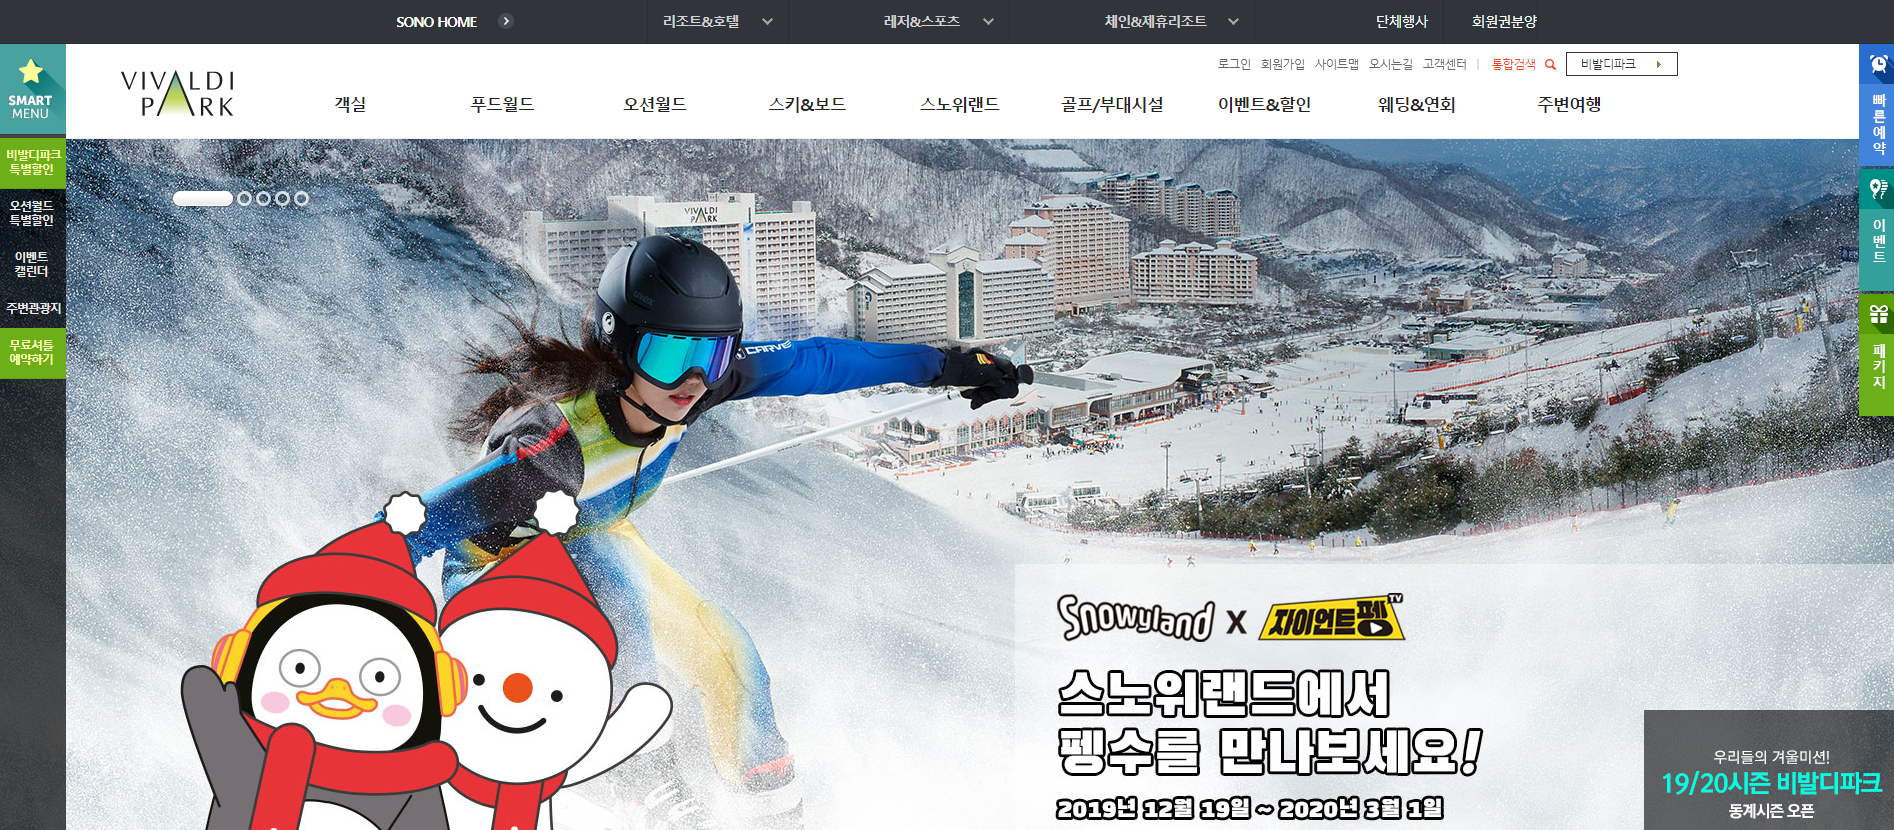 SONO HOME
리조트&호텔
레저&스포츠
체인&제휴리조트
단체행사
회원권분양
SMART
MENU
비발디파크
특별할인
오션월드
특별할인
이벤트
캘린더
주변관광지
무료셔틀
예약하기
VIVALDI
PARK
로그인
회원가입
사이트맵
오시는길
고객센터
통합검색
비발디파크
객실
푸드월드
오션월드
스키&보드
스노위랜드
골프/부대시설
이벤트&할인
웨딩&연회
주변여행
빠른예약
이벤트
패키지
VIVALDI
PARK
uvex
CARVE
Snowyland X 자이언트펭TV
스노위랜드에서
펭수를 만나보세요!
2019년 12월 19일 ~ 2020년 3월 1일
우리들의 겨울미션!
19/20시즌 비발디파크
동계시즌 오픈